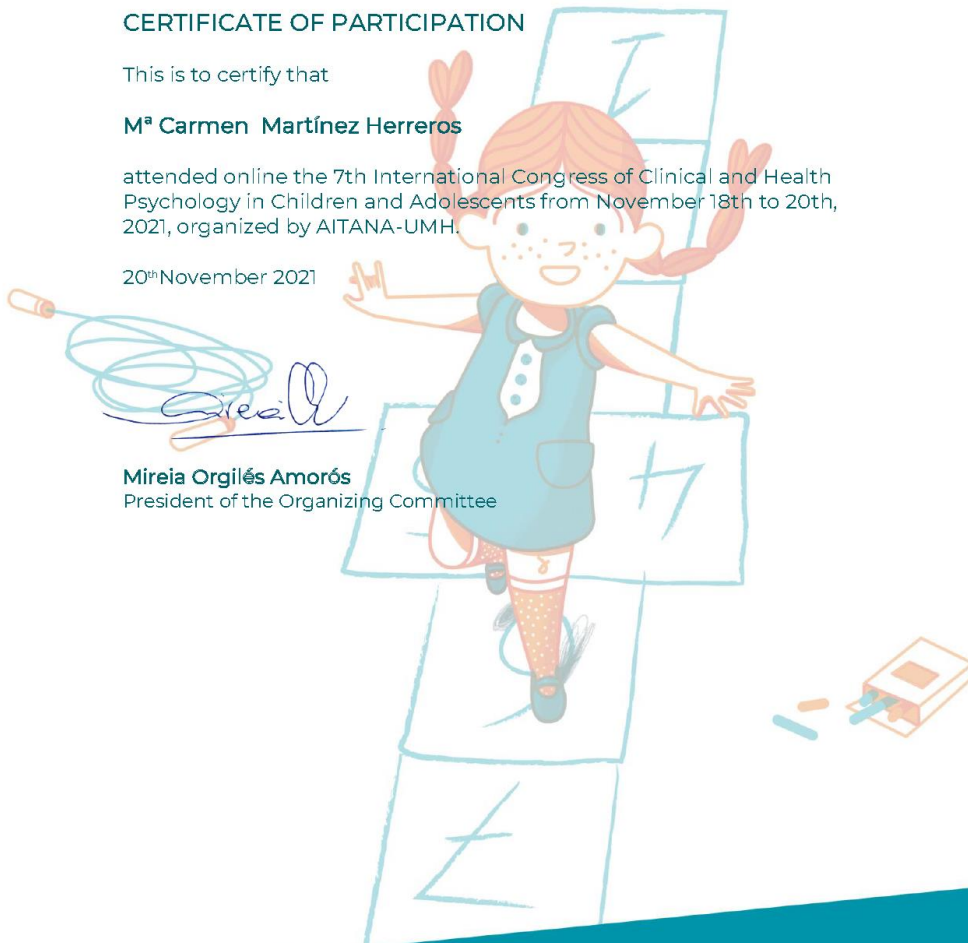 CERTIFICATE OF PARTICIPATION
This is to certify that
Mª Carmen Martínez Herreros
attended online the 7th International Congress of Clinical and Health
Psychology in Children and Adolescents from November 18th to 20th,
2021, organized by AITANA-UMH.
20th November 2021
Mireia Orgilés Amorós
President of the Organizing Committee